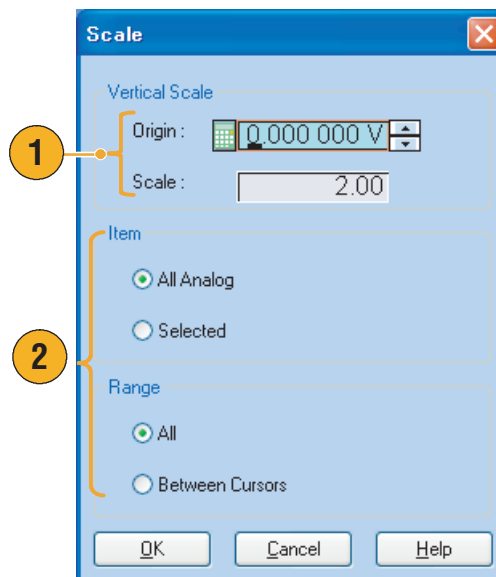 Scale
Vertical Scale
1
Origin : 0.000 000 V
Scale : 2.00
Item
All Analog
Selected
2
Range
All
Between Cursors
OK Cancel Help